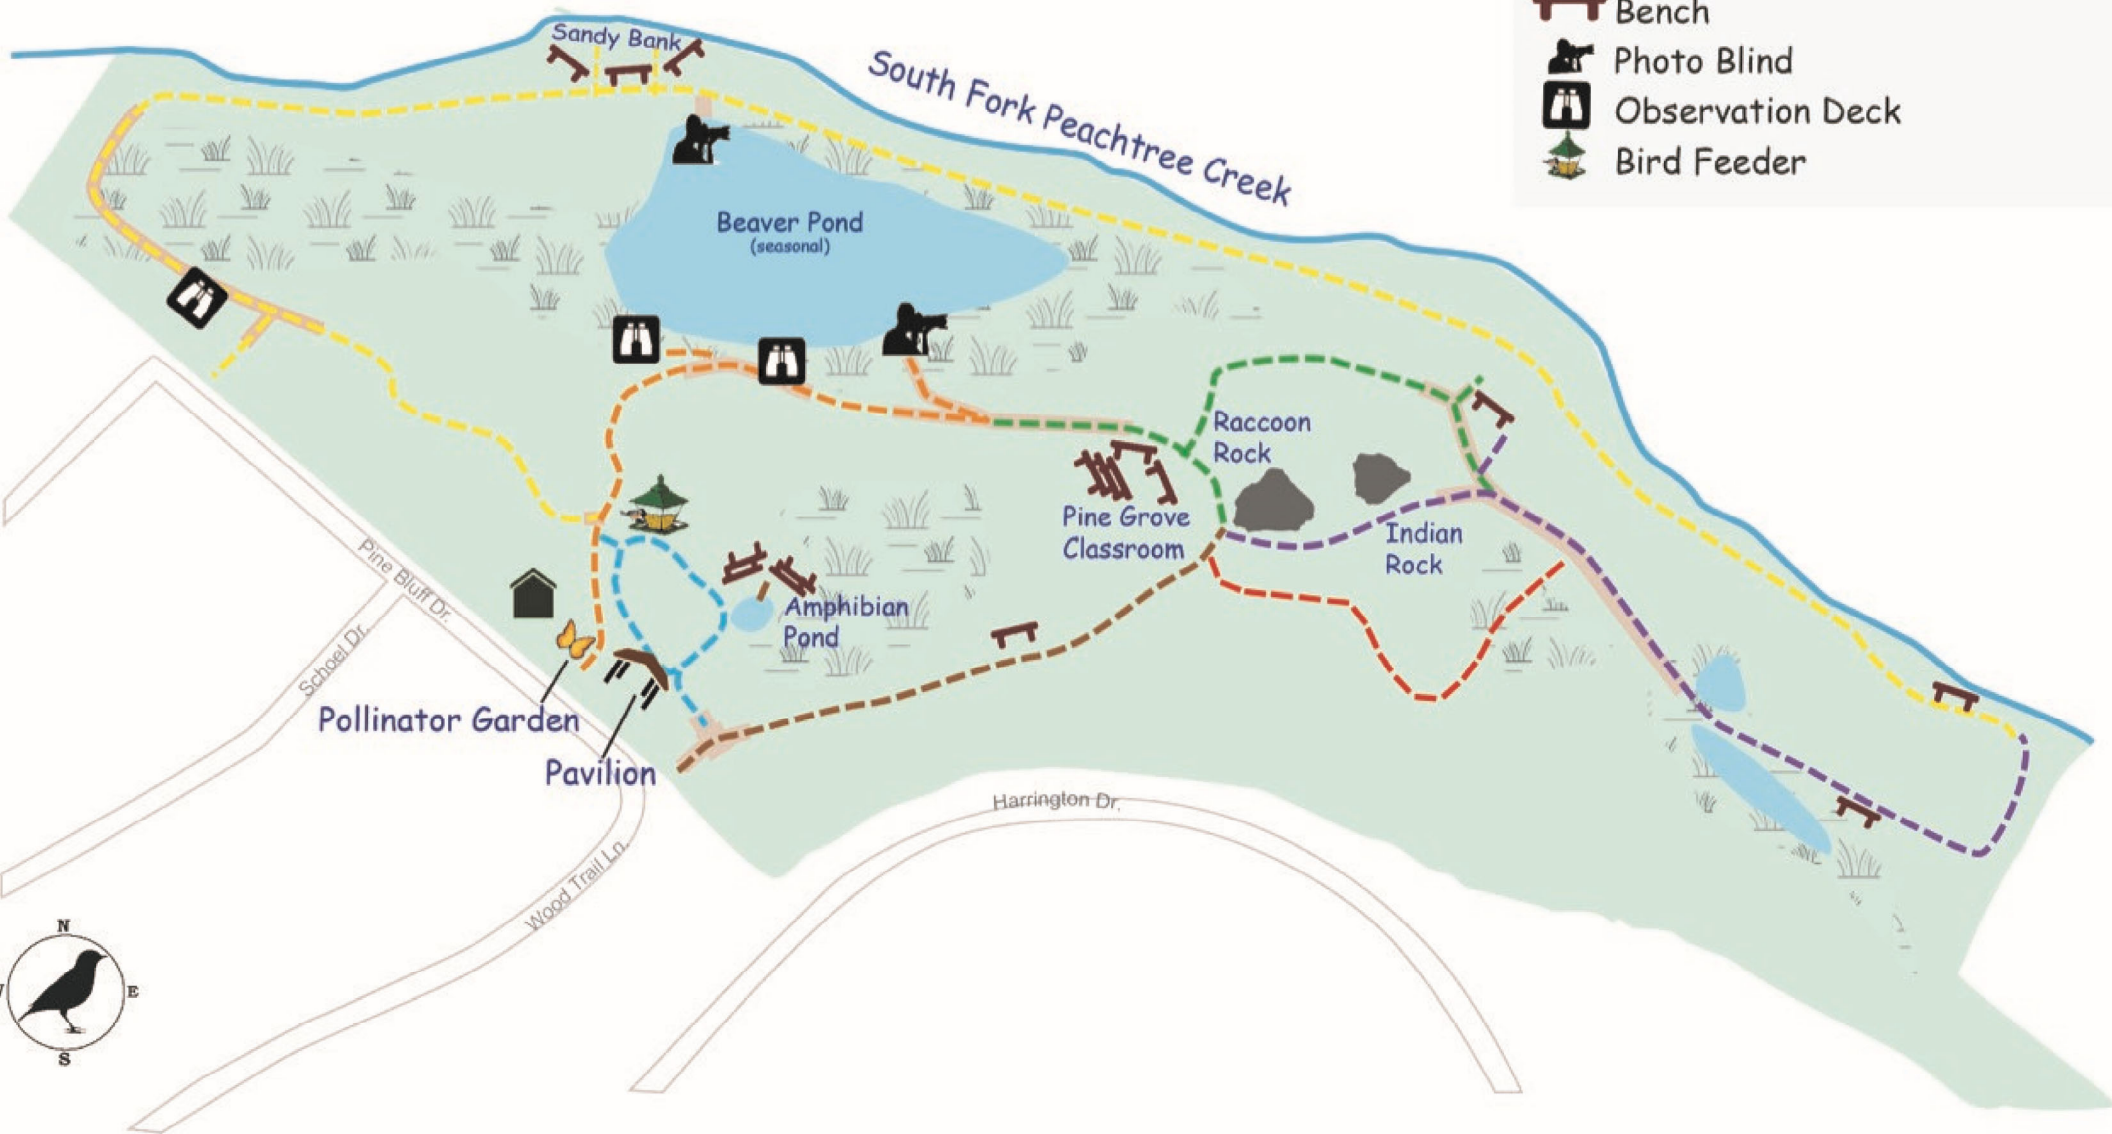 Bench
Photo Blind
Observation Deck
Bird Feeder
Sandy Bank
South Fork Peachtree Creek
Beaver Pond
(seasonal)
Raccoon
Rock
Pine Grove
Classroom
Indian
Rock
Amphibian
Pond
Pine Bluff Dr.
Schoel Dr.
Pollinator Garden
Pavilion
Harrington Dr.
Wood Trail Ln.
N
E
S